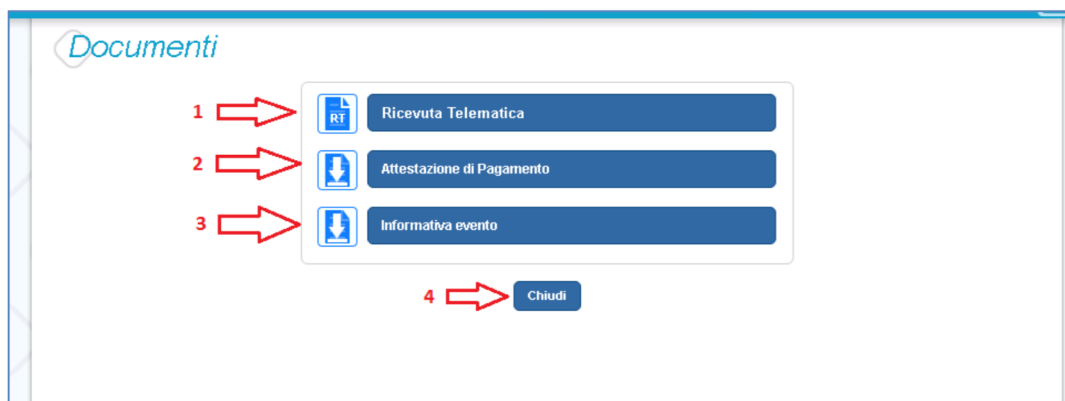 Documenti
1 RT Ricevuta Telematica
2 Attestazione di Pagamento
3 Informativa evento
4 Chiudi